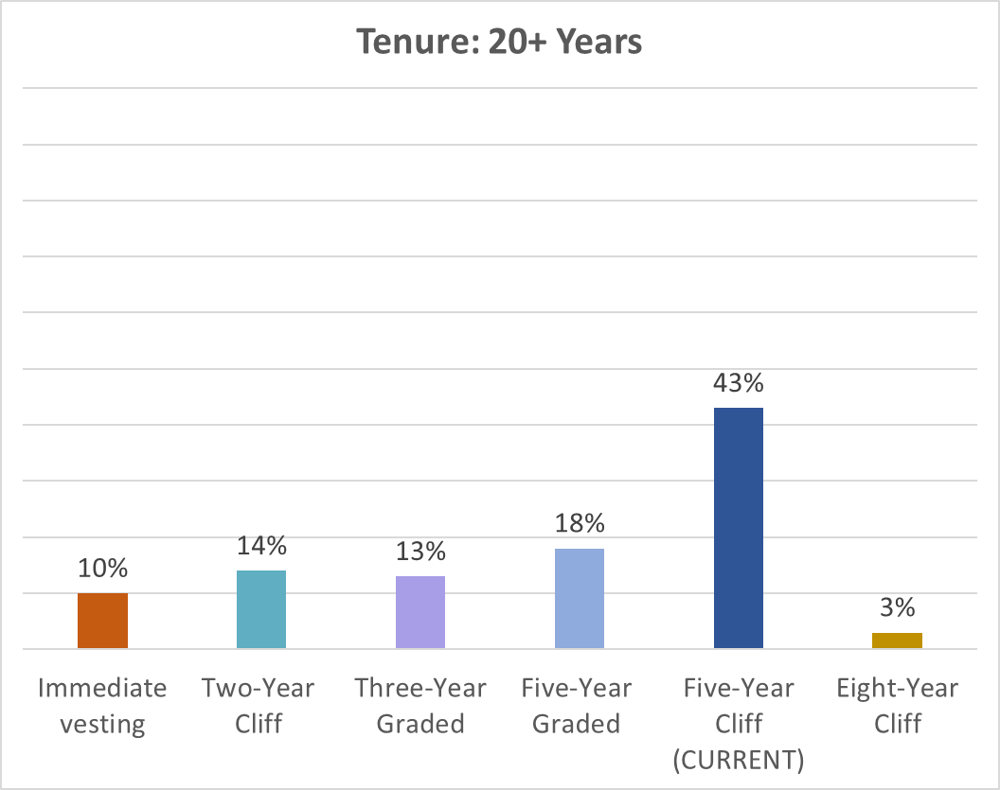 Tenure: 20+ Years
43%
18%
14%
13%
10%
3%
Immediate vesting
Two-Year Cliff
Three-Year Graded
Five-Year Graded
Five-Year Cliff (CURRENT)
Eight-Year Cliff